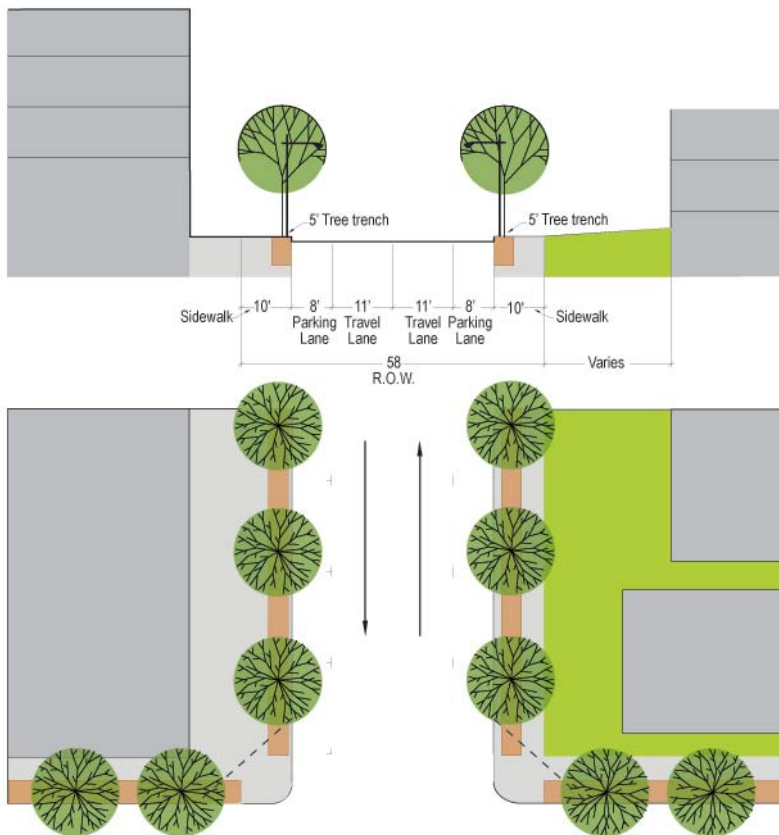 5' Tree trench
5' Tree trench
10'
8'
11'
11'
8'
10'
Sidewalk
Parking
Lane
Travel
Lane
Travel
Lane
Parking
Lane
Sidewalk
58
R.O.W.
Varies